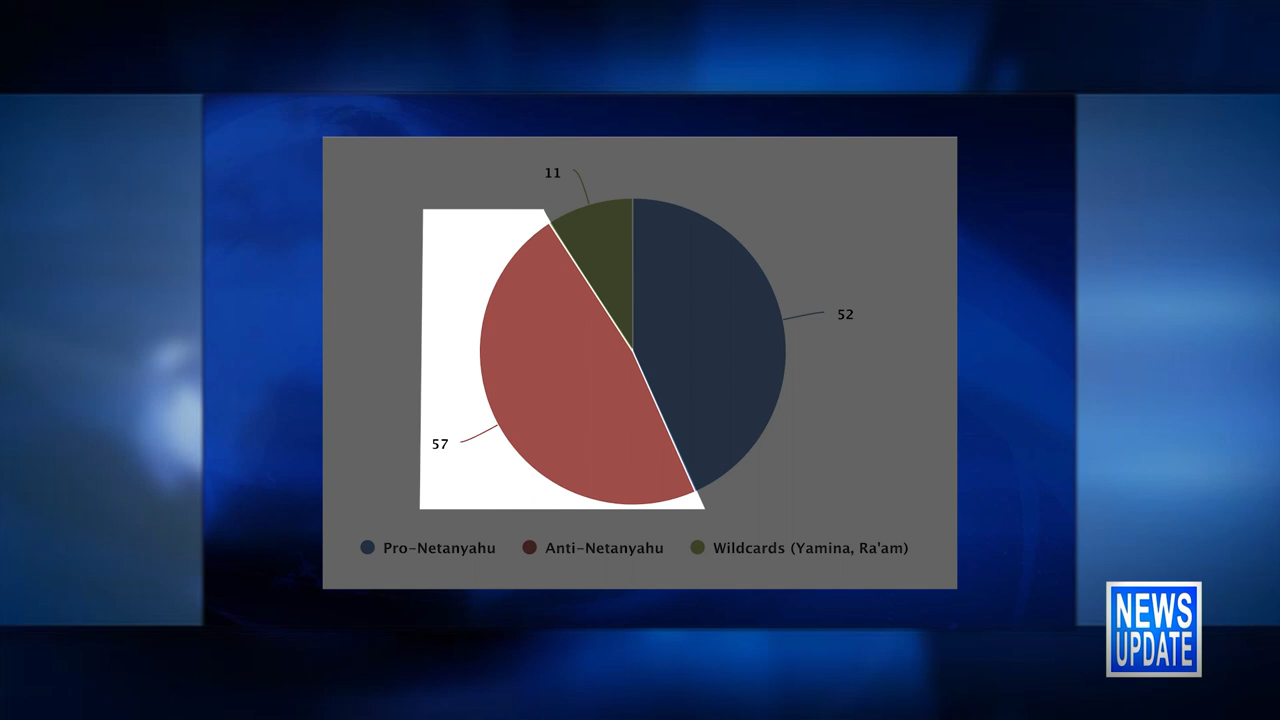 11
52
57
Pro-Netanyahu
Anti-Netanyahu
Wildcards (Yamina, Ra'am)
NEWS
UPDATE